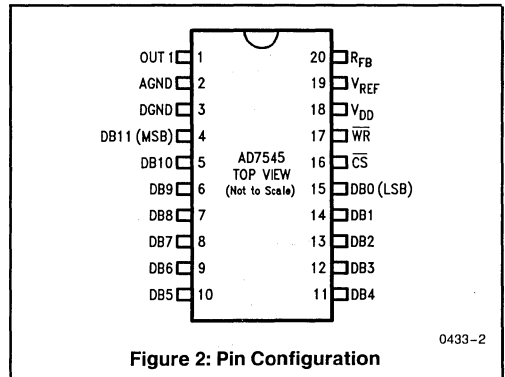 OUT 1 1 20 RFB
AGND 2 19 VREF
DGND 3 18 VDD
DB11 (MSB) 4 17 W̅R̅
DB10 5 16 C̅S̅
DB9 6 15 DB0 (LSB)
DB8 7 14 DB1
DB7 8 13 DB2
DB6 9 12 DB3
DB5 10 11 DB4
AD7545
TOP VIEW
(Not to Scale)
0433-2
Figure 2: Pin Configuration